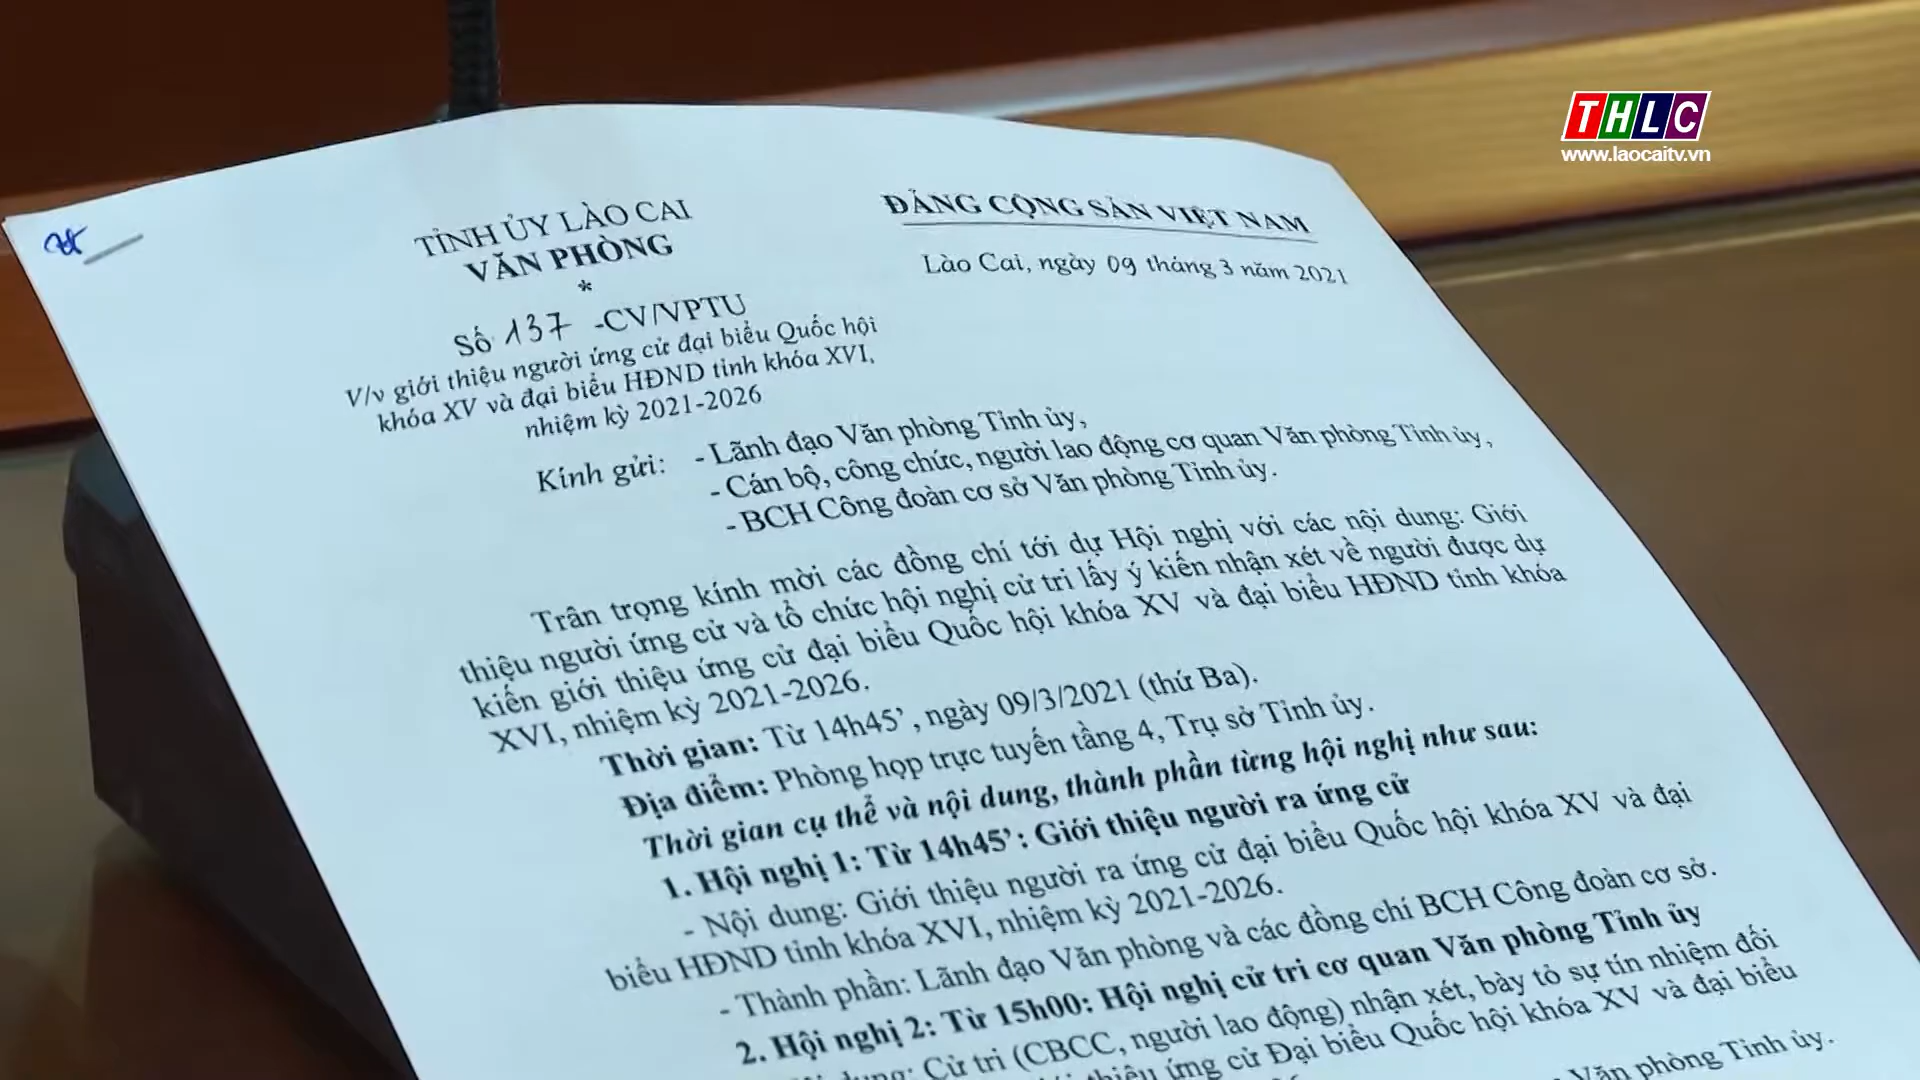 THLC
www.laocaitv.vn
TỈNH ỦY LÀO CAI
VĂN PHÒNG
*
Số 137 -CV/VPTU
V/v giới thiệu người ứng cử đại biểu Quốc hội
khóa XV và đại biểu HĐND tỉnh khóa XVI,
nhiệm kỳ 2021-2026
ĐẢNG CỘNG SẢN VIỆT NAM
Lào Cai, ngày 09 tháng 3 năm 2021
Kính gửi: - Lãnh đạo Văn phòng Tỉnh ủy,
- Cán bộ, công chức, người lao động cơ quan Văn phòng Tỉnh ủy,
- BCH Công đoàn cơ sở Văn phòng Tỉnh ủy.
Trân trọng kính mời các đồng chí tới dự Hội nghị với các nội dung: Giới
thiệu người ứng cử và tổ chức hội nghị cử tri lấy ý kiến nhận xét về người được dự
kiến giới thiệu ứng cử đại biểu Quốc hội khóa XV và đại biểu HĐND tỉnh khóa
XVI, nhiệm kỳ 2021-2026.
Thời gian: Từ 14h45’, ngày 09/3/2021 (thứ Ba).
Địa điểm: Phòng họp trực tuyến tầng 4, Trụ sở Tỉnh ủy.
Thời gian cụ thể và nội dung, thành phần từng hội nghị như sau:
1. Hội nghị 1: Từ 14h45’: Giới thiệu người ra ứng cử
- Nội dung: Giới thiệu người ra ứng cử đại biểu Quốc hội khóa XV và đại
biểu HĐND tỉnh khóa XVI, nhiệm kỳ 2021-2026.
- Thành phần: Lãnh đạo Văn phòng và các đồng chí BCH Công đoàn cơ sở.
2. Hội nghị 2: Từ 15h00: Hội nghị cử tri cơ quan Văn phòng Tỉnh ủy
dung: Cử tri (CBCC, người lao động) nhận xét, bày tỏ sự tín nhiệm đối
thiệu ứng cử Đại biểu Quốc hội khóa XV và đại biểu
Văn phòng Tỉnh ủy.